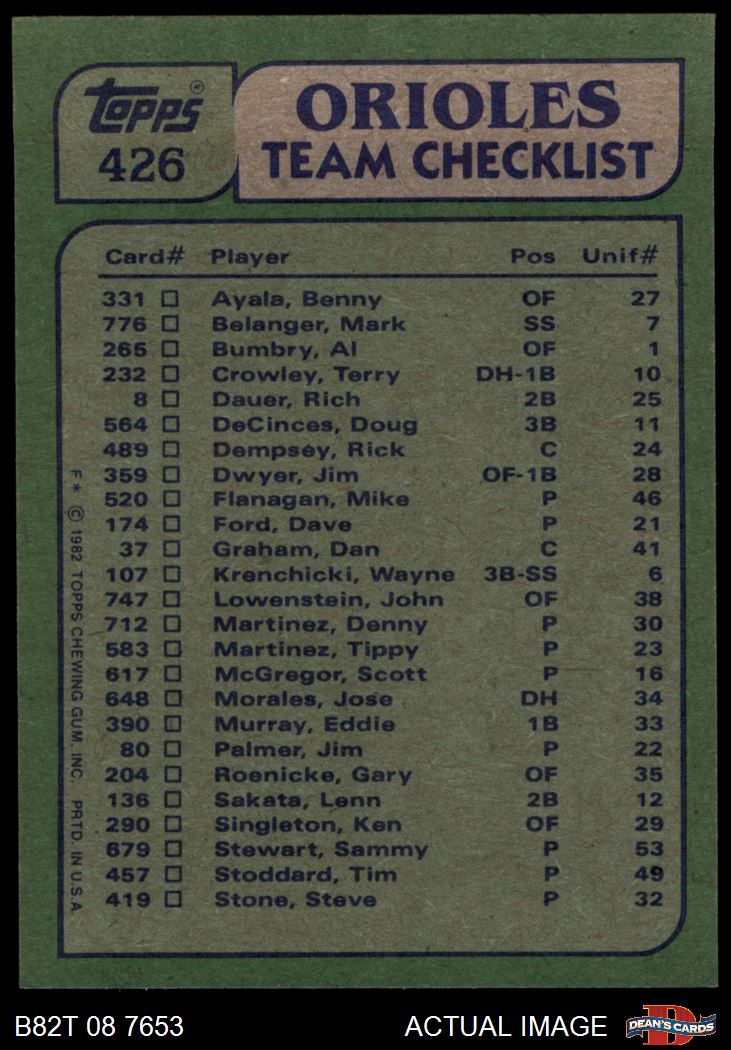 Topps®
426
ORIOLES
TEAM CHECKLIST
Card# Player Pos Unif#
331 Ayala, Benny OF 27
776 Belanger, Mark SS 7
265 Bumbry, Al OF 1
232 Crowley, Terry DH-1B 10
8 Dauer, Rich 2B 25
564 DeCinces, Doug 3B 11
489 Dempsey, Rick C 24
359 Dwyer, Jim OF-1B 28
520 Flanagan, Mike P 46
174 Ford, Dave P 21
37 Graham, Dan C 41
107 Krenchicki, Wayne 3B-SS 6
747 Lowenstein, John OF 38
712 Martinez, Denny P 30
583 Martinez, Tippy P 23
617 McGregor, Scott P 16
648 Morales, Jose DH 34
390 Murray, Eddie 1B 33
80 Palmer, Jim P 22
204 Roenicke, Gary OF 35
136 Sakata, Lenn 2B 12
290 Singleton, Ken OF 29
679 Stewart, Sammy P 53
457 Stoddard, Tim P 49
419 Stone, Steve P 32
F* © 1982 TOPPS CHEWING GUM, INC. PRTD. IN U.S.A.
B82T 08 7653 ACTUAL IMAGE
D
DEAN'S CARDS